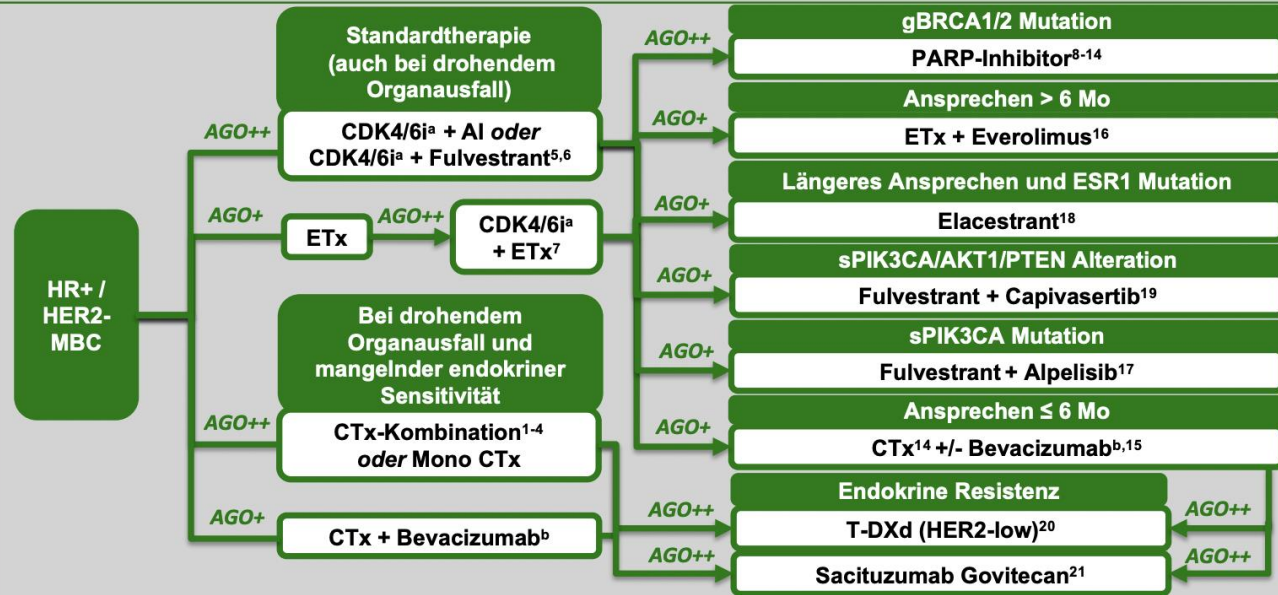 HR+ /
HER2-
MBC
AGO++
Standardtherapie
(auch bei drohendem
Organausfall)
CDK4/6iᵃ + AI oder
CDK4/6iᵃ + Fulvestrant⁵,⁶
AGO+
ETx
AGO++
CDK4/6iᵃ
+ ETx⁷
AGO++
Bei drohendem
Organausfall und
mangelnder endokriner
Sensitivität
CTx-Kombination¹⁻⁴
oder Mono CTx
AGO+
CTx + Bevacizumabᵇ
AGO++
gBRCA1/2 Mutation
PARP-Inhibitor⁸⁻¹⁴
AGO+
Ansprechen > 6 Mo
ETx + Everolimus¹⁶
AGO+
Längeres Ansprechen und ESR1 Mutation
Elacestrant¹⁸
AGO+
sPIK3CA/AKT1/PTEN Alteration
Fulvestrant + Capivasertib¹⁹
AGO+
sPIK3CA Mutation
Fulvestrant + Alpelisib¹⁷
AGO+
Ansprechen ≤ 6 Mo
CTx¹⁴ +/- Bevacizumabᵇ,¹⁵
Endokrine Resistenz
AGO++
T-DXd (HER2-low)²⁰
AGO++
AGO++
Sacituzumab Govitecan²¹
AGO++